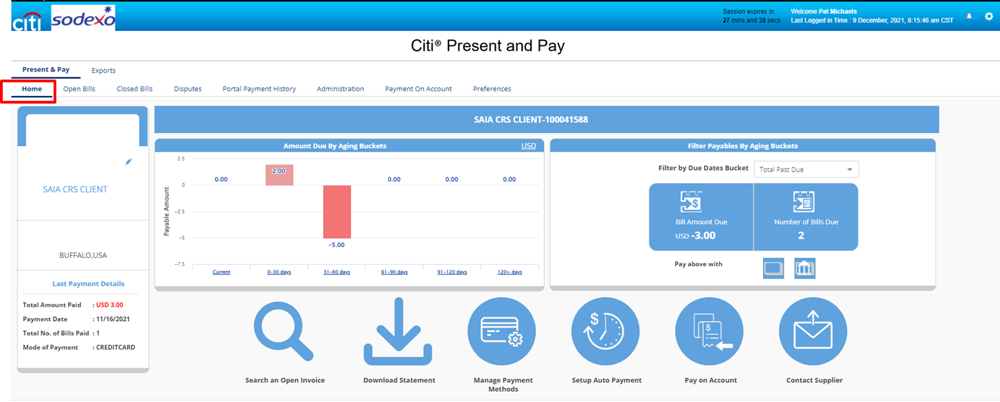 citi
sodexo
Session expires in:
27 mins and 38 secs
Welcome Pat Michaels
Last Logged in Time : 9 December, 2021, 8:15:46 am CST
Citi® Present and Pay
Present & Pay
Exports
Home
Open Bills
Closed Bills
Disputes
Portal Payment History
Administration
Payment On Account
Preferences
SAIA CRS CLIENT
BUFFALO,USA
Last Payment Details
Total Amount Paid : USD 3.00
Payment Date : 11/16/2021
Total No. of Bills Paid : 1
Mode of Payment : CREDITCARD
SAIA CRS CLIENT-100041588
Amount Due By Aging Buckets
USD
Payable Amount
2.5
0
−2.5
−5
−7.5
0.00
2.00
−5.00
0.00
0.00
0.00
Current
0−30 days
31−60 days
61−90 days
91−120 days
120+ days
Filter Payables By Aging Buckets
Filter by Due Dates Bucket
Total Past Due
$
Bill Amount Due
USD -3.00
Number of Bills Due
2
Pay above with
Search an Open Invoice
Download Statement
Manage Payment
Methods
$
Setup Auto Payment
$
Pay on Account
Contact Supplier